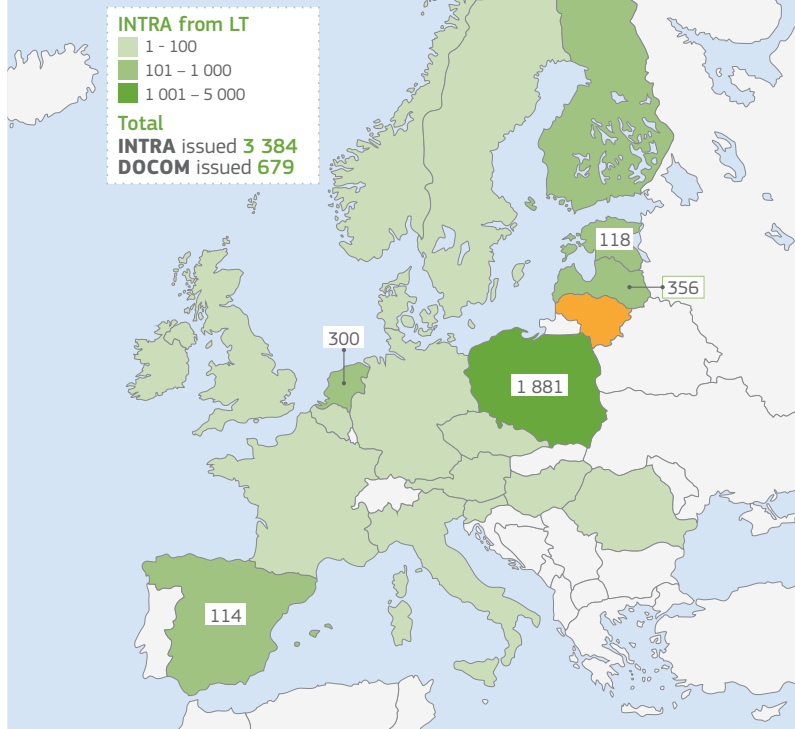 INTRA from LT
1 - 100
101 – 1 000
1 001 – 5 000
Total
INTRA issued 3 384
DOCOM issued 679
118
356
300
1 881
114